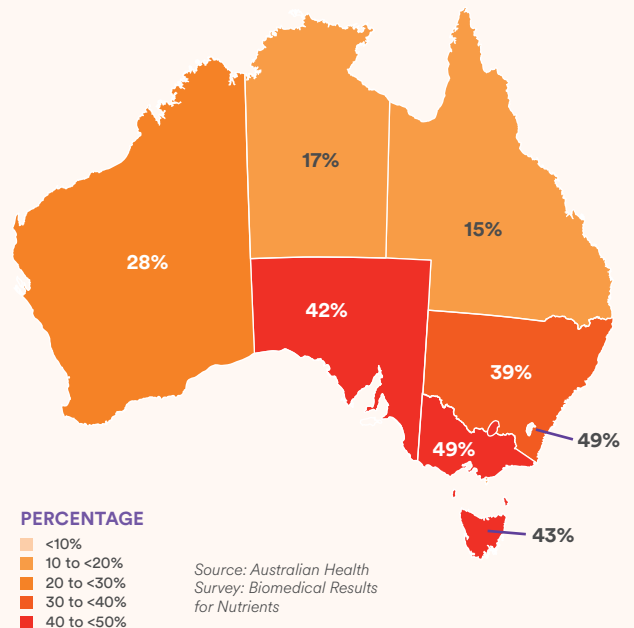 17%
15%
28%
42%
39%
49%
49%
43%
PERCENTAGE
<10%
10 to <20%
20 to <30%
30 to <40%
40 to <50%
Source: Australian Health
Survey: Biomedical Results
for Nutrients